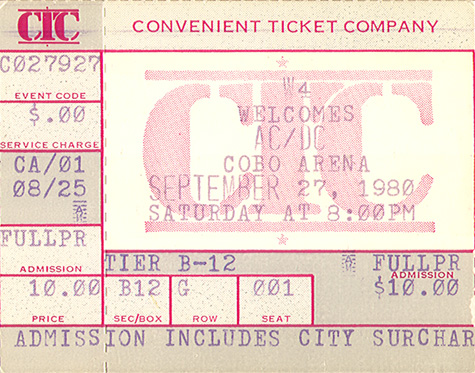 CTC CONVENIENT TICKET COMPANY
C027927
EVENT CODE
$.00
SERVICE CHARGE
CA/01
08/25
FULLPR
ADMISSION
10.00
PRICE
W4
WELCOMES
AC/DC
COBO ARENA
SEPTEMBER 27, 1980
SATURDAY AT 8:00PM
TIER B-12 FULLPR
ADMISSION
B12 G 001 $10.00
SEC/BOX ROW SEAT
ADMISSION INCLUDES CITY SURCHAR